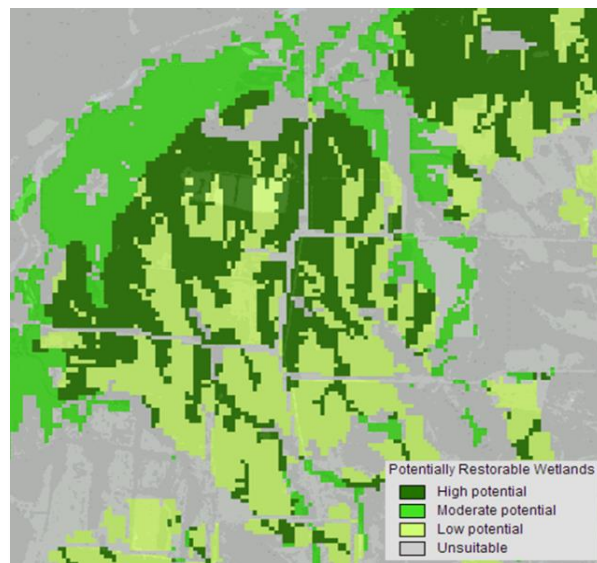 Potentially Restorable Wetlands
High potential
Moderate potential
Low potential
Unsuitable